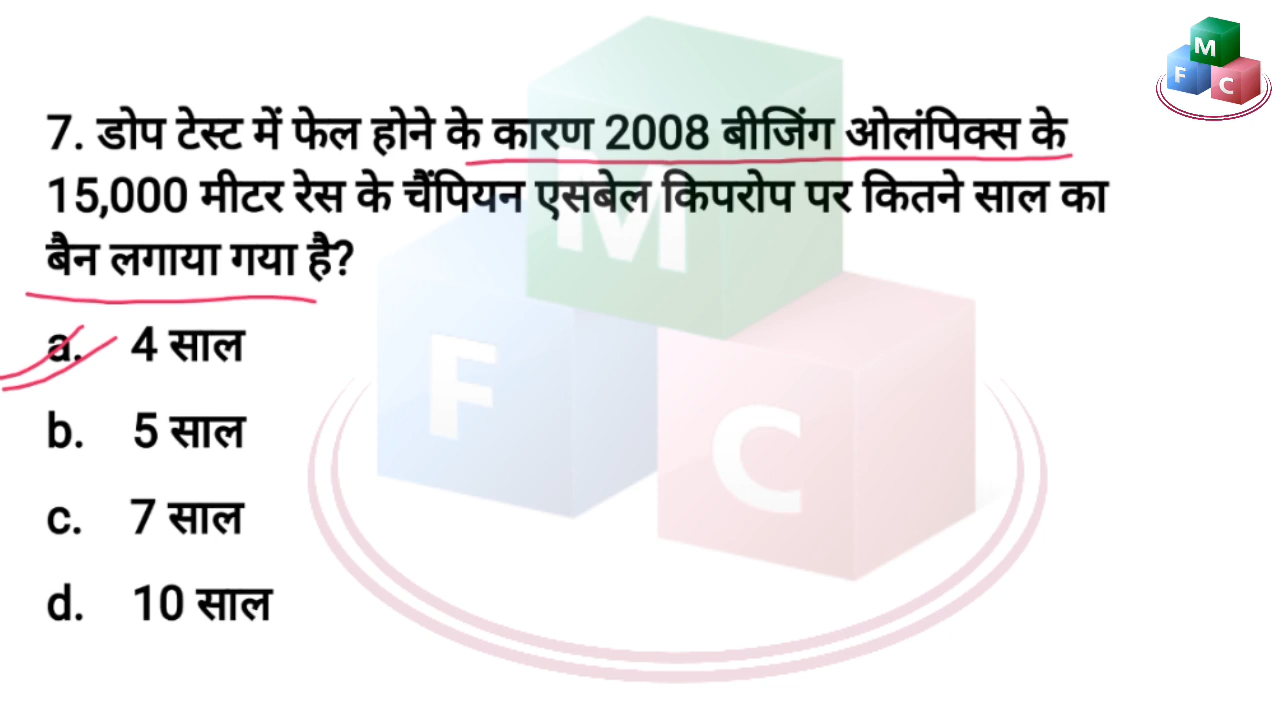 M
F C
7. डोप टेस्ट में फेल होने के कारण 2008 बीजिंग ओलंपिक्स के
15,000 मीटर रेस के चैंपियन एसबेल किपरोप पर कितने साल का
बैन लगाया गया है?
a. 4 साल
b. 5 साल
c. 7 साल
d. 10 साल
M
F C